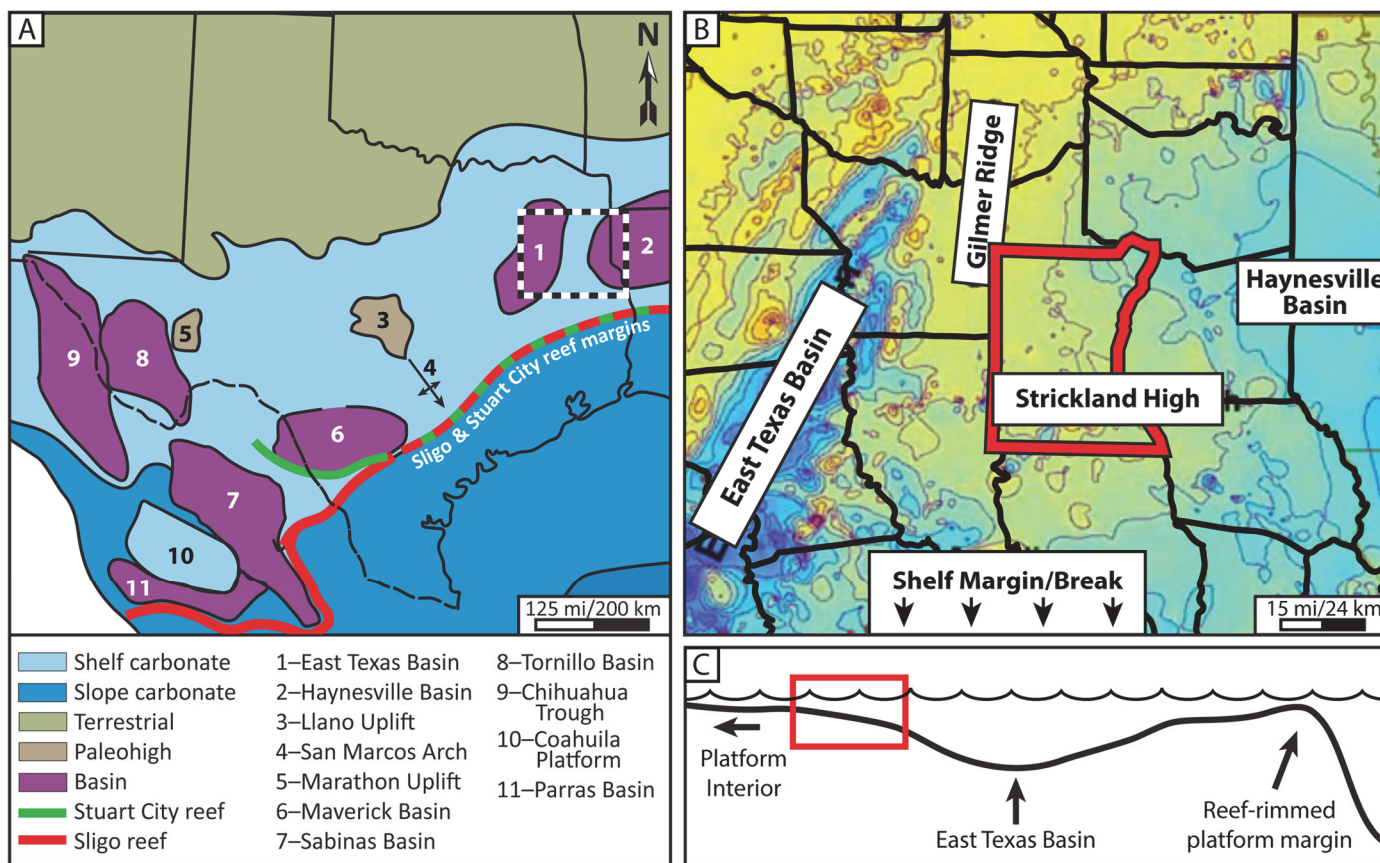 A
N
1
2
3
5
4
9
8
6
7
10
11
Sligo & Stuart City reef margins
125 mi/200 km
Shelf carbonate
Slope carbonate
Terrestrial
Paleohigh
Basin
Stuart City reef
Sligo reef
1–East Texas Basin
2–Haynesville Basin
3–Llano Uplift
4–San Marcos Arch
5–Marathon Uplift
6–Maverick Basin
7–Sabinas Basin
8–Tornillo Basin
9–Chihuahua
Trough
10–Coahuila
Platform
11–Parras Basin
B
Gilmer Ridge
Haynesville
Basin
East Texas Basin
Strickland High
Shelf Margin/Break
15 mi/24 km
C
Platform
Interior
East Texas Basin
Reef-rimmed
platform margin